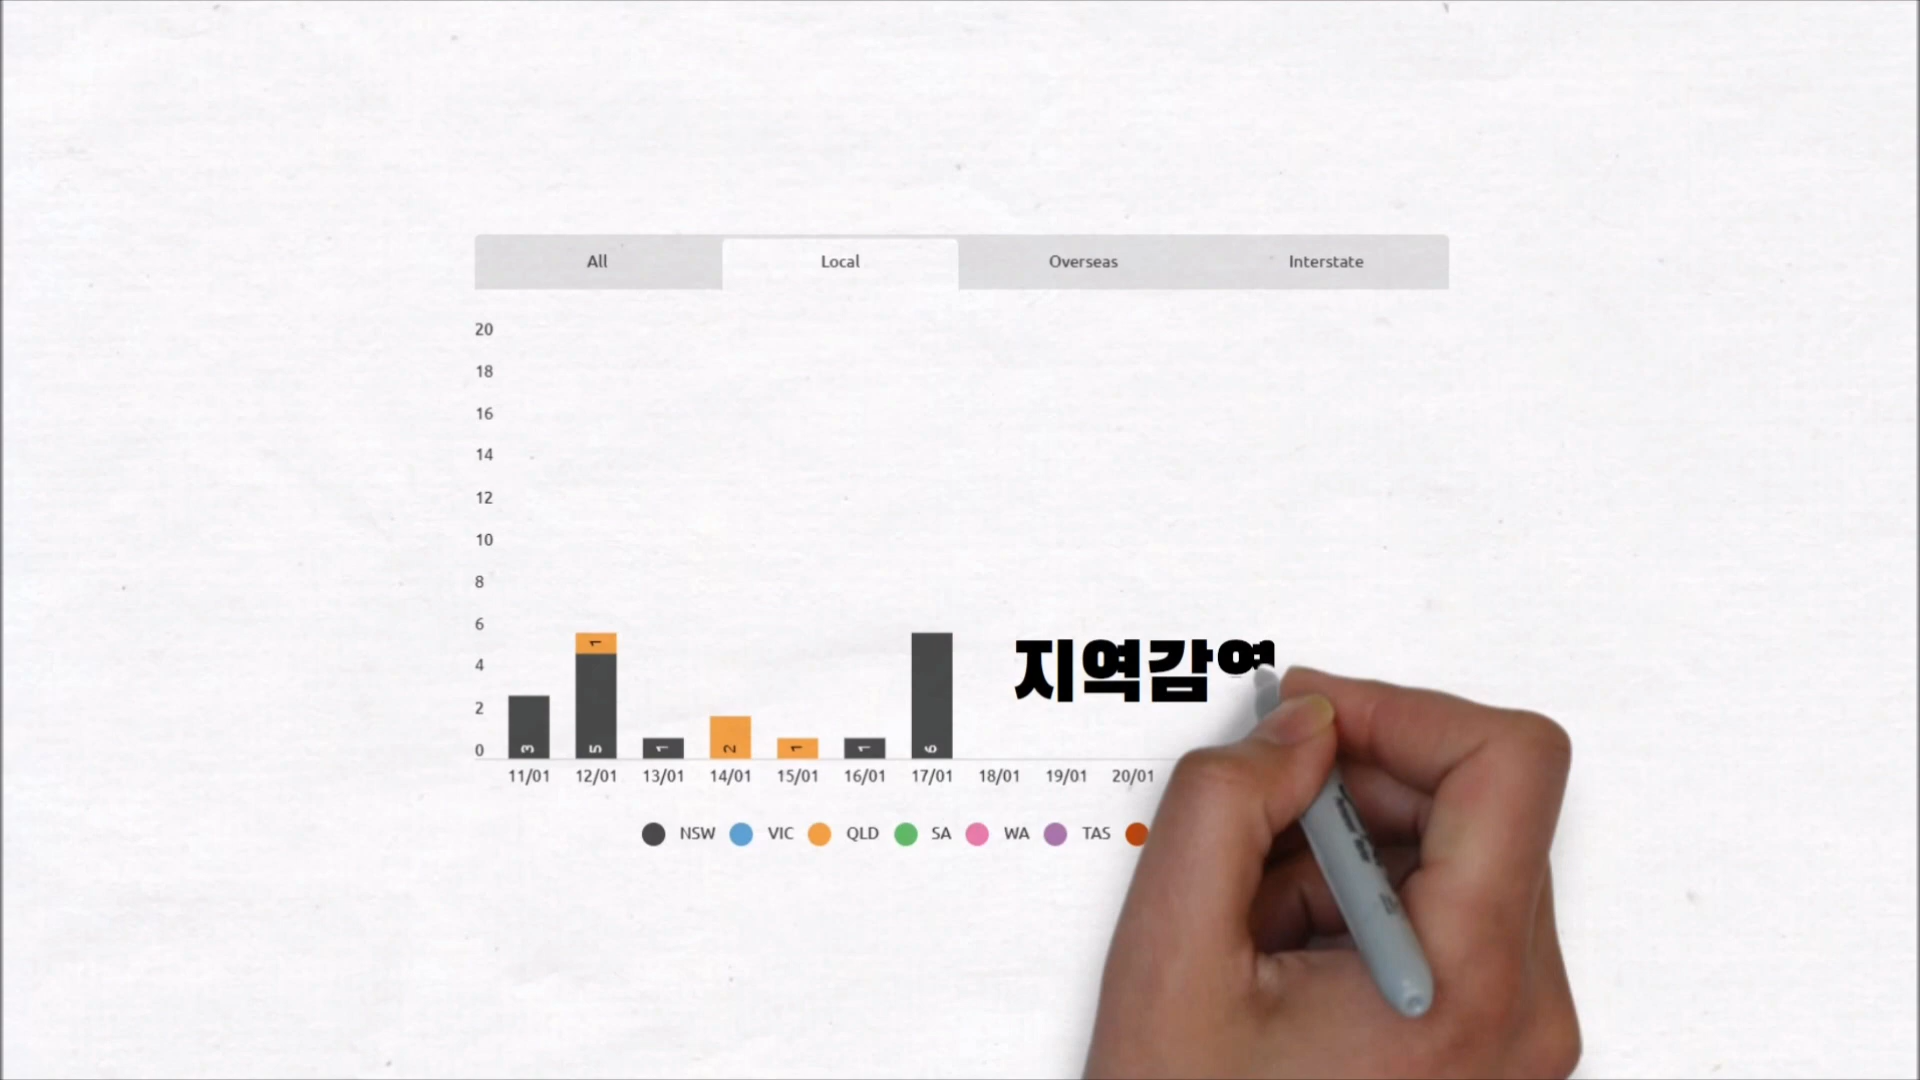 All Local Overseas Interstate
20
18
16
14
12
10
8
6
4
2
0
1
3 5 1 2 1 1 6
11/01 12/01 13/01 14/01 15/01 16/01 17/01 18/01 19/01 20/01
지역감
NSW VIC QLD SA WA TAS